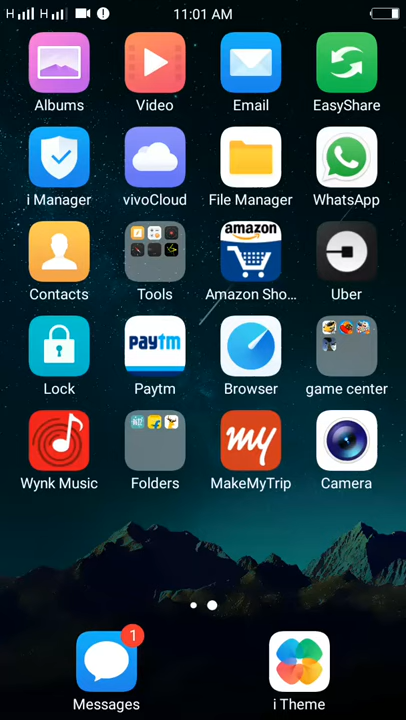 H H 11:01 AM
Albums Video Email EasyShare
i Manager vivoCloud File Manager WhatsApp
amazon
Contacts Tools Amazon Sho... Uber
Paytm
Lock Paytm Browser game center
my
Wynk Music Folders MakeMyTrip Camera
1
Messages i Theme